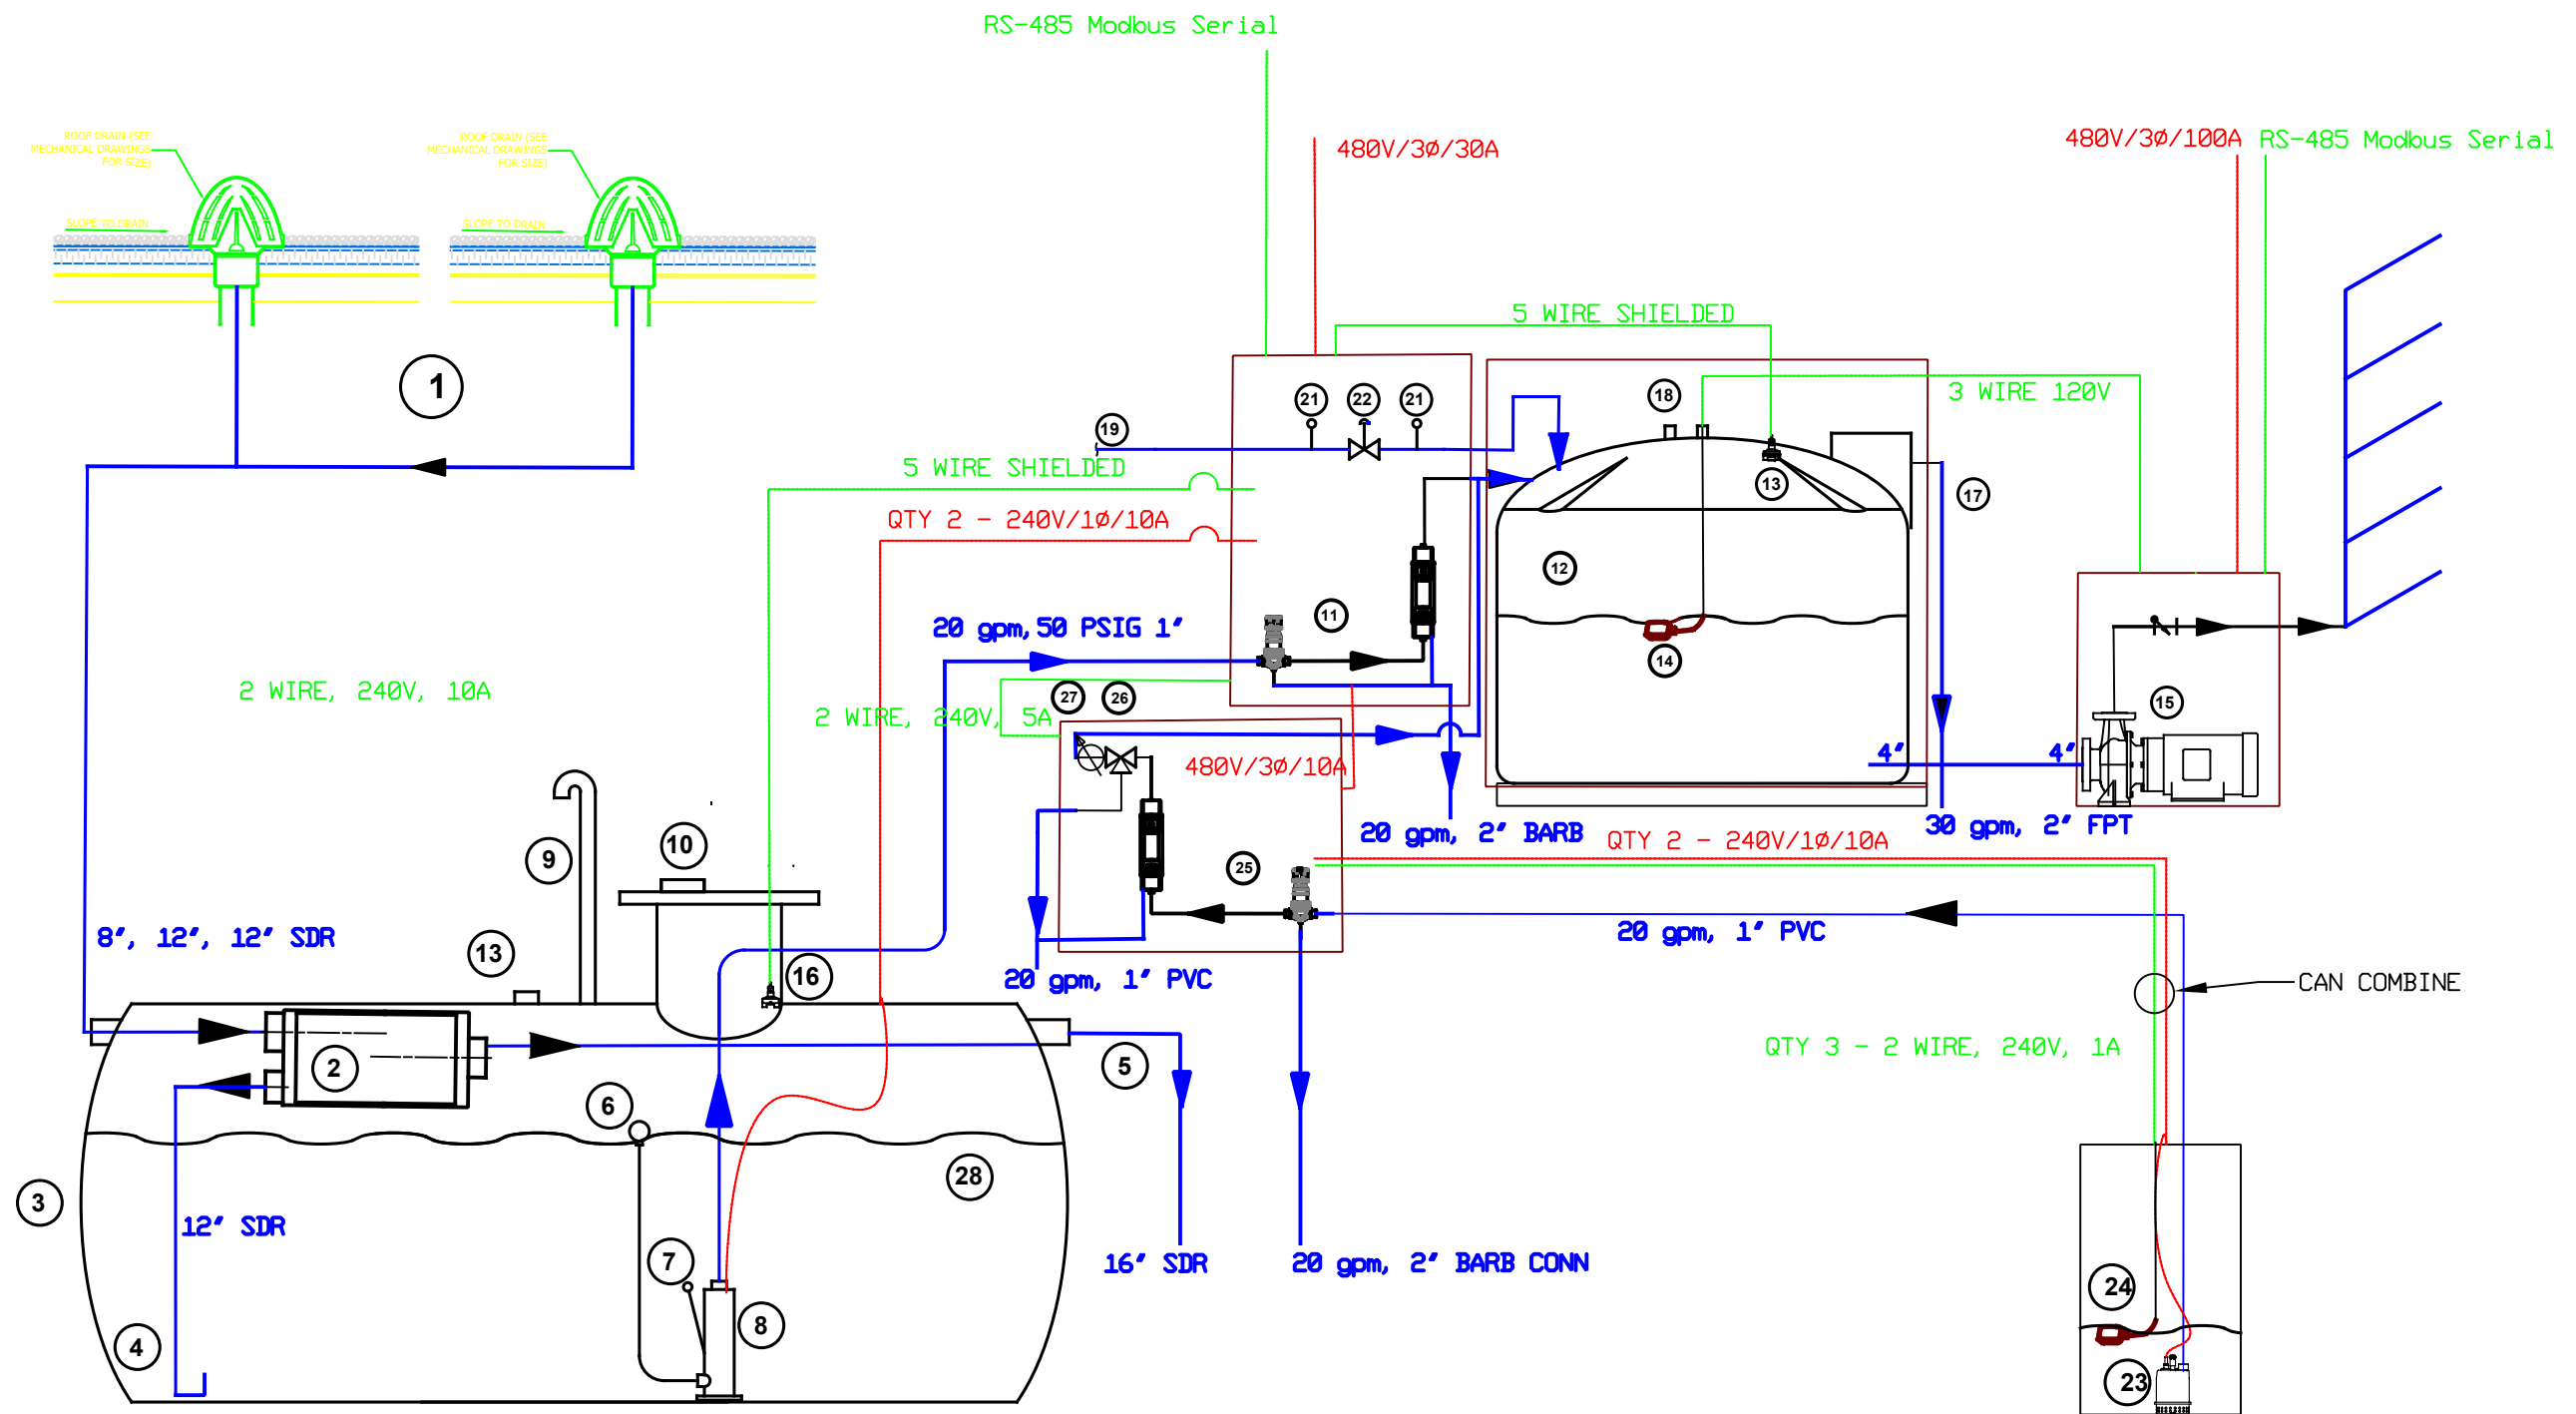 RS-485 Modbus Serial
ROOF DRAIN (SEE
MECHANICAL DRAWINGS
FOR SIZE)
ROOF DRAIN (SEE
MECHANICAL DRAWINGS
FOR SIZE)
480V/3Ø/30A
480V/3Ø/100A
RS-485 Modbus Serial
SLOPE TO DRAIN
SLOPE TO DRAIN
5 WIRE SHIELDED
1
21
22
21
18
3 WIRE 120V
19
5 WIRE SHIELDED
13
17
QTY 2 - 240V/1Ø/10A
12
11
20 gpm, 50 PSIG 1"
14
2 WIRE, 240V, 10A
27
26
15
2 WIRE, 240V, 5A
480V/3Ø/10A
4"
4"
20 gpm, 2" BARB
30 gpm, 2" FPT
QTY 2 - 240V/1Ø/10A
10
9
25
8", 12", 12" SDR
20 gpm, 1" PVC
13
16
20 gpm, 1" PVC
CAN COMBINE
QTY 3 - 2 WIRE, 240V, 1A
2
5
6
28
3
12" SDR
7
16" SDR
20 gpm, 2" BARB CONN
24
8
4
23